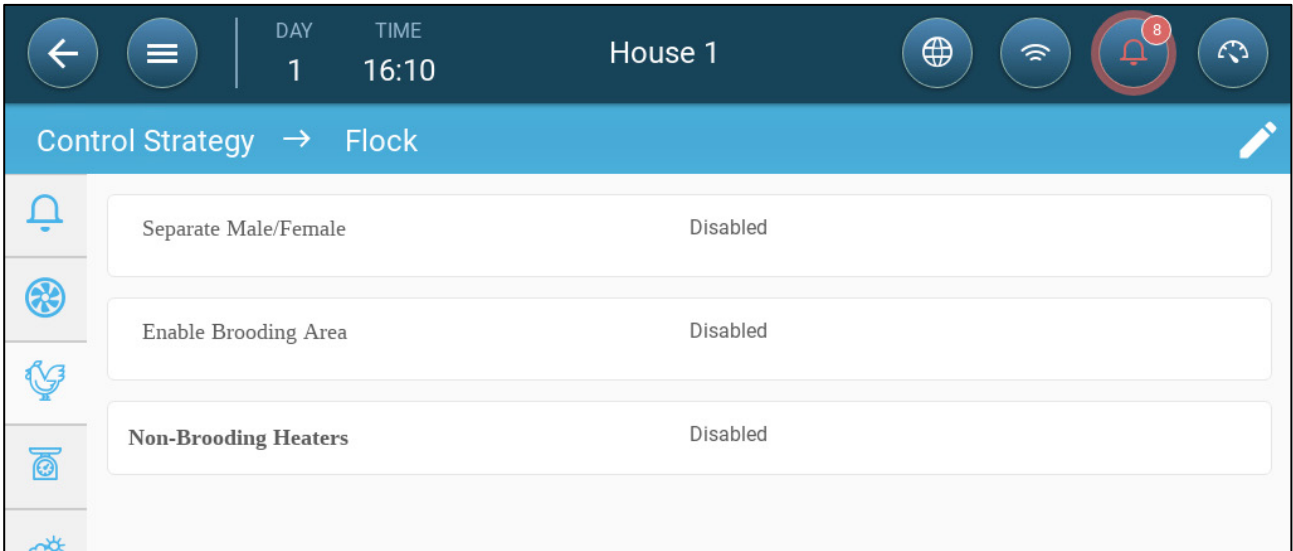 DAY TIME
1 16:10 House 1 8
Control Strategy → Flock
Separate Male/Female Disabled
Enable Brooding Area Disabled
Non-Brooding Heaters Disabled